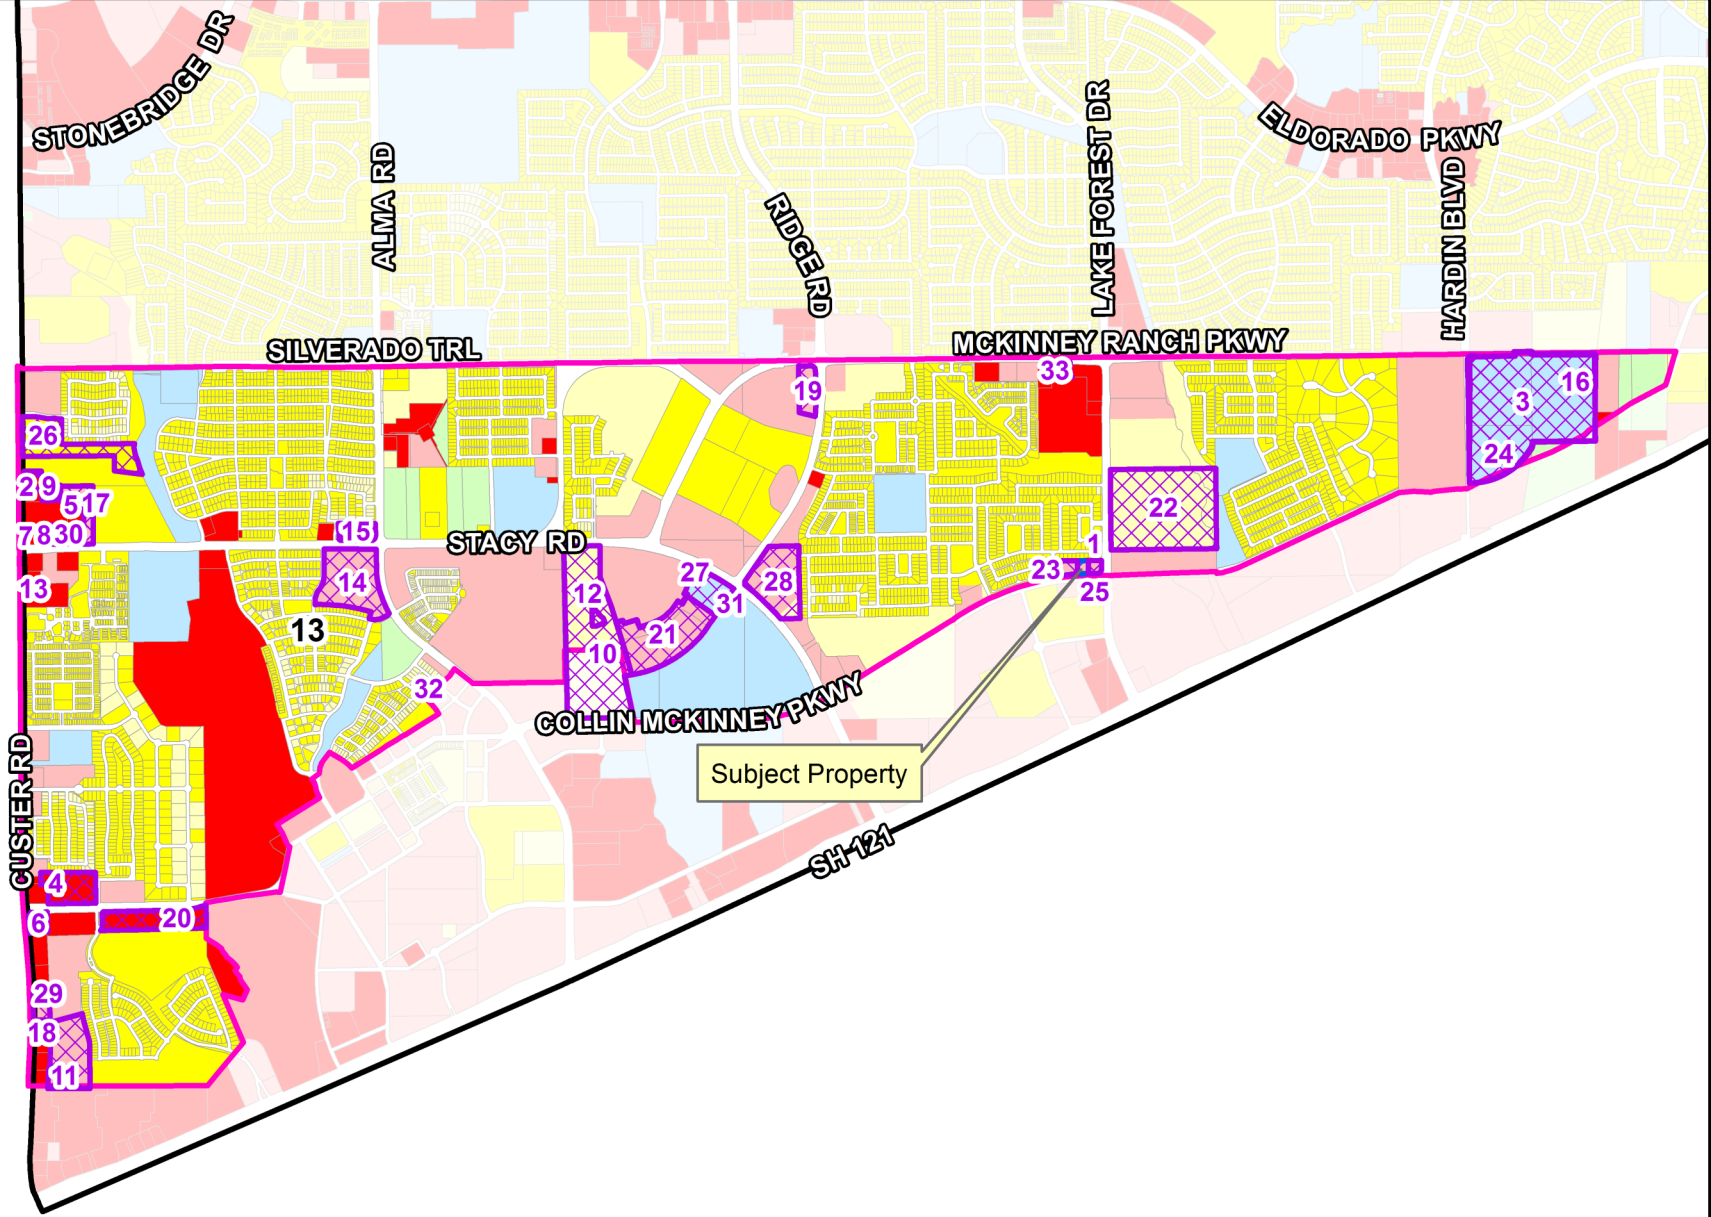 STONEBRIDGE DR
ALMA RD
RIDGE RD
LAKE FOREST DR
ELDORADO PKWY
HARDIN BLVD
SILVERADO TRL
MCKINNEY RANCH PKWY
33
19
16
3
26
24
2 9
5 17
22
7 8 30
15
STACY RD
1
13
14
12
27
28
23
31
25
13
21
10
32
COLLIN MCKINNEY PKWY
Subject Property
CUSTER RD
SH 121
4
6
20
29
18
11